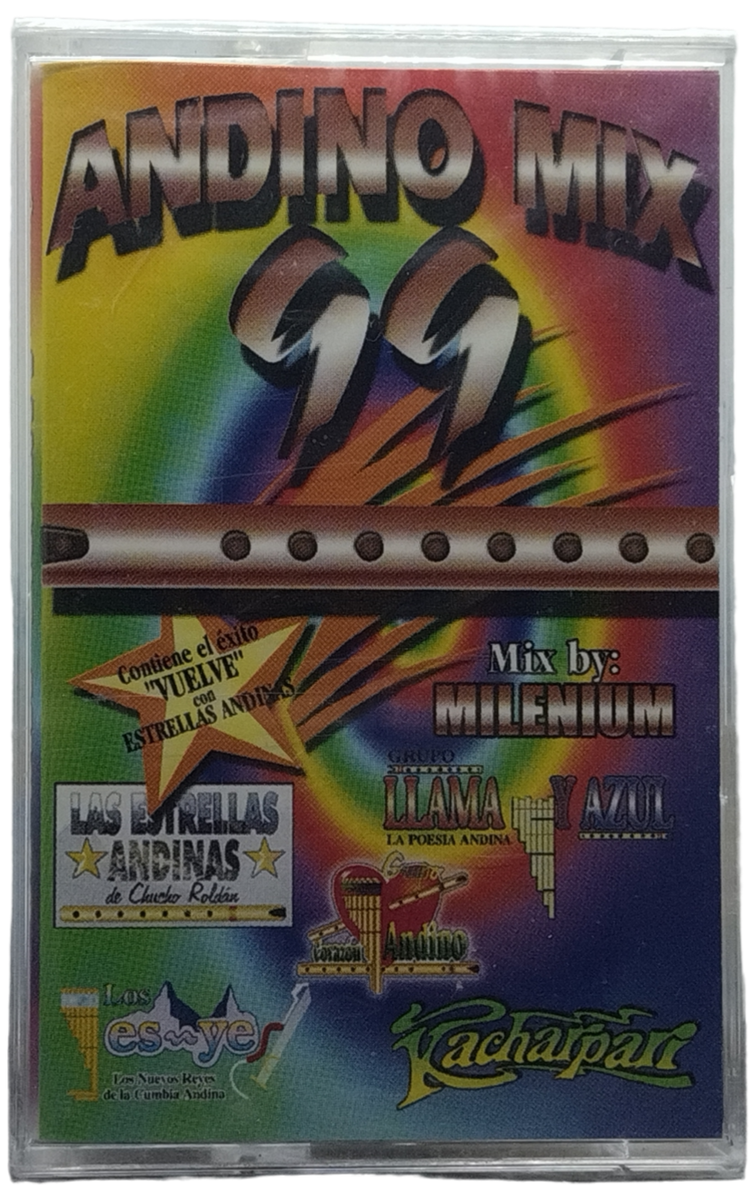 ANDINO MIX
99
Contiene el éxito
"VUELVE"
con
ESTRELLAS ANDINAS
Mix by:
MILENIUM
GRUPO
LLAMA Y AZUL
LA POESIA ANDINA
LAS ESTRELLAS
ANDINAS
de Chucho Roldán
Grupo
Corazón Andino
Los
es~yes
Los Nuevos Reyes
de la Cumbia Andina
Kacharpari